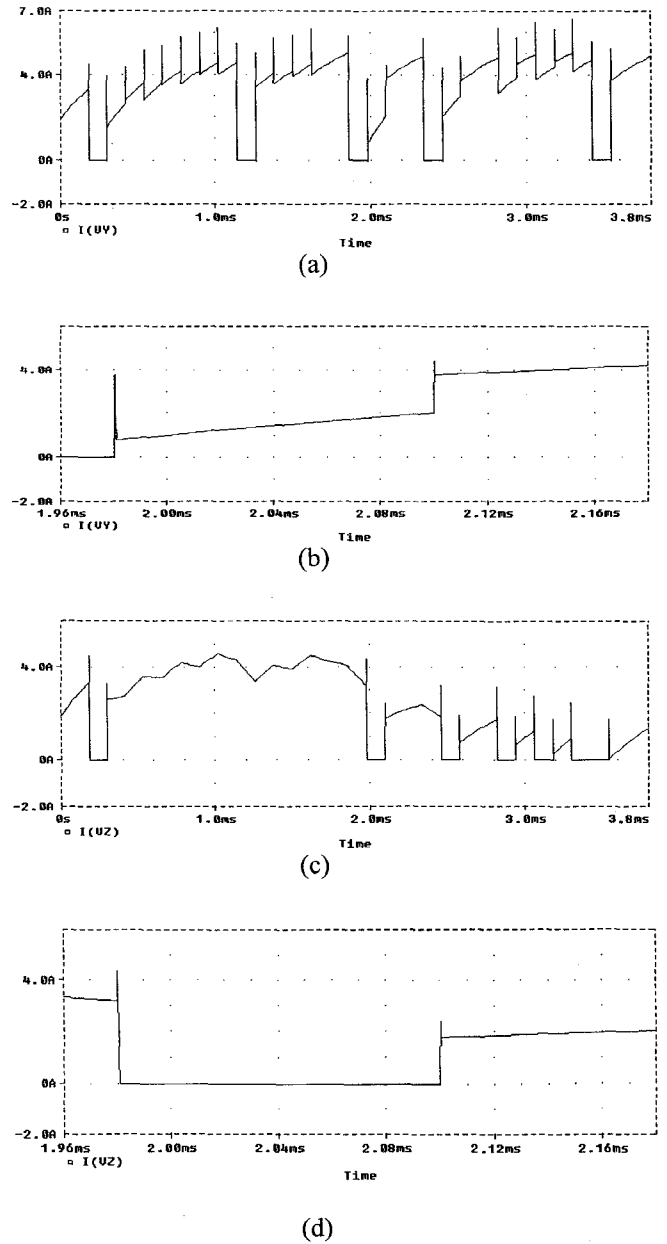 7.0A
4.0A
0A
-2.0A
0s 1.0ms 2.0ms 3.0ms 3.8ms
▫ I(VY)
Time
(a)
4.0A
0A
-2.0A
1.96ms 2.00ms 2.04ms 2.08ms 2.12ms 2.16ms
▫ I(VY)
Time
(b)
4.0A
0A
-2.0A
0s 1.0ms 2.0ms 3.0ms 3.8ms
▫ I(VZ)
Time
(c)
4.0A
0A
-2.0A
1.96ms 2.00ms 2.04ms 2.08ms 2.12ms 2.16ms
▫ I(VZ)
Time
(d)